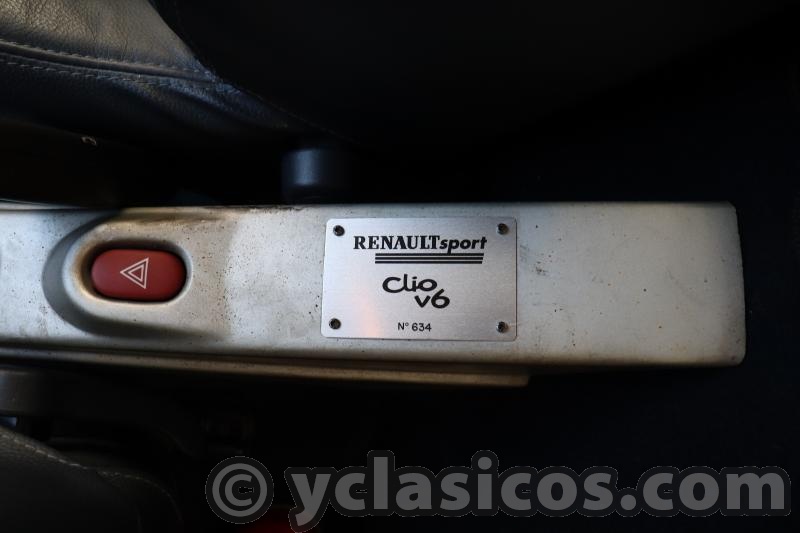 RENAULTsport
Clio
v6
N° 634
© yclasicos.com